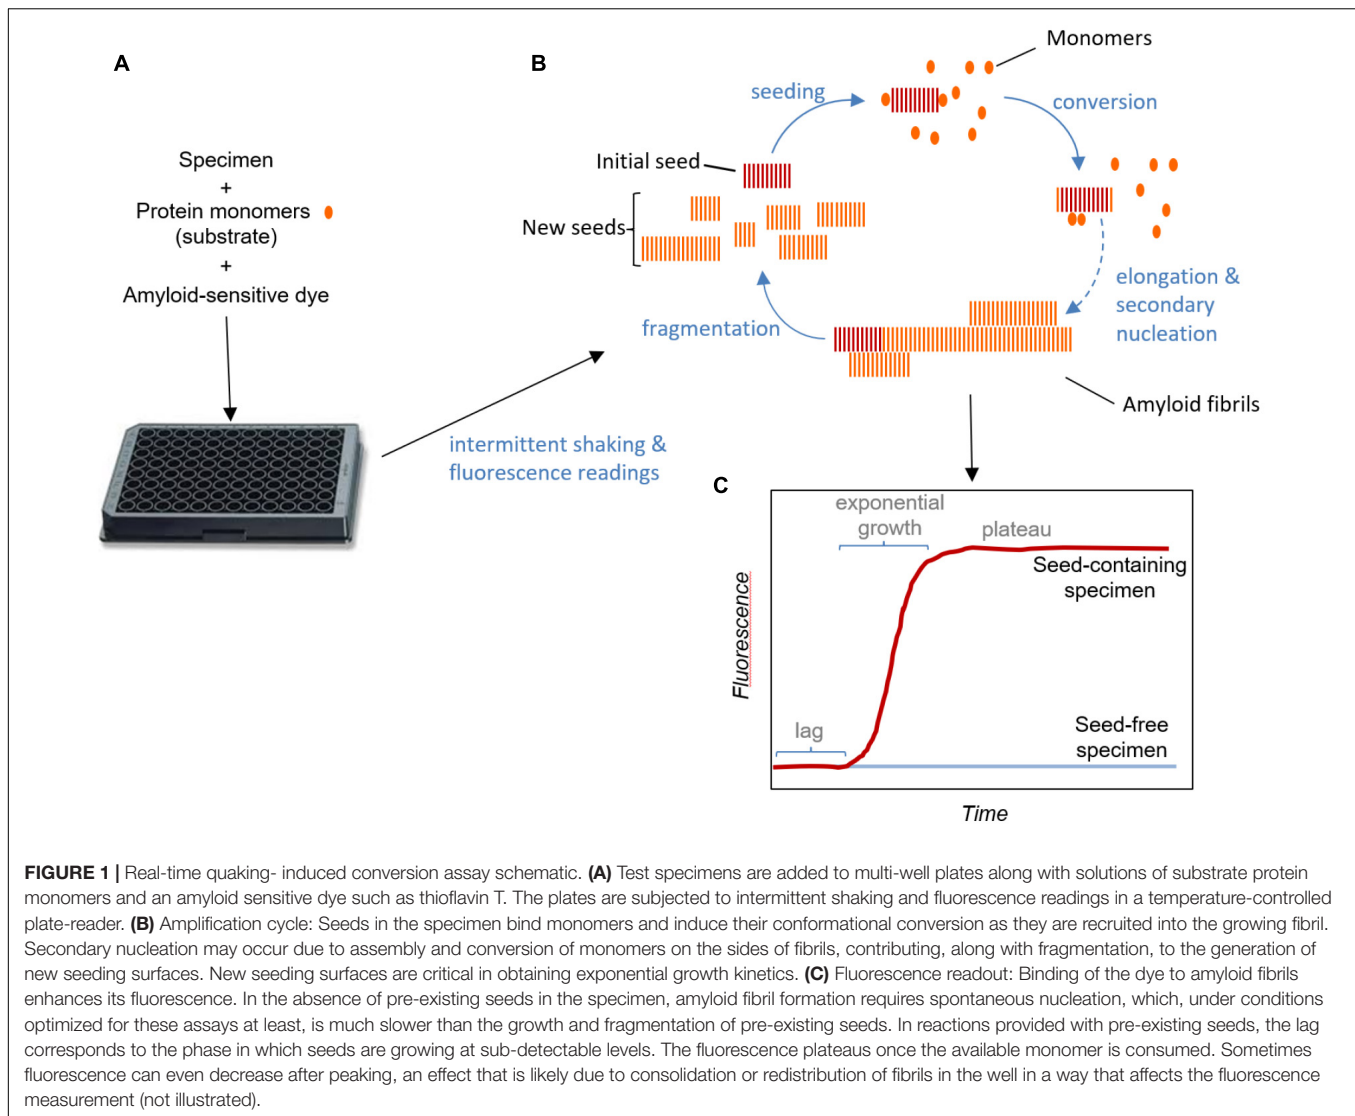 A
Specimen
+
Protein monomers
(substrate)
+
Amyloid-sensitive dye
intermittent shaking &
fluorescence readings
B
Monomers
seeding
conversion
Initial seed
New seeds
elongation &
secondary
nucleation
fragmentation
Amyloid fibrils
C
exponential
growth
plateau
Seed-containing
specimen
Fluorescence
lag
Seed-free
specimen
Time
FIGURE 1 | Real-time quaking- induced conversion assay schematic. (A) Test specimens are added to multi-well plates along with solutions of substrate protein
monomers and an amyloid sensitive dye such as thioflavin T. The plates are subjected to intermittent shaking and fluorescence readings in a temperature-controlled
plate-reader. (B) Amplification cycle: Seeds in the specimen bind monomers and induce their conformational conversion as they are recruited into the growing fibril.
Secondary nucleation may occur due to assembly and conversion of monomers on the sides of fibrils, contributing, along with fragmentation, to the generation of
new seeding surfaces. New seeding surfaces are critical in obtaining exponential growth kinetics. (C) Fluorescence readout: Binding of the dye to amyloid fibrils
enhances its fluorescence. In the absence of pre-existing seeds in the specimen, amyloid fibril formation requires spontaneous nucleation, which, under conditions
optimized for these assays at least, is much slower than the growth and fragmentation of pre-existing seeds. In reactions provided with pre-existing seeds, the lag
corresponds to the phase in which seeds are growing at sub-detectable levels. The fluorescence plateaus once the available monomer is consumed. Sometimes
fluorescence can even decrease after peaking, an effect that is likely due to consolidation or redistribution of fibrils in the well in a way that affects the fluorescence
measurement (not illustrated).